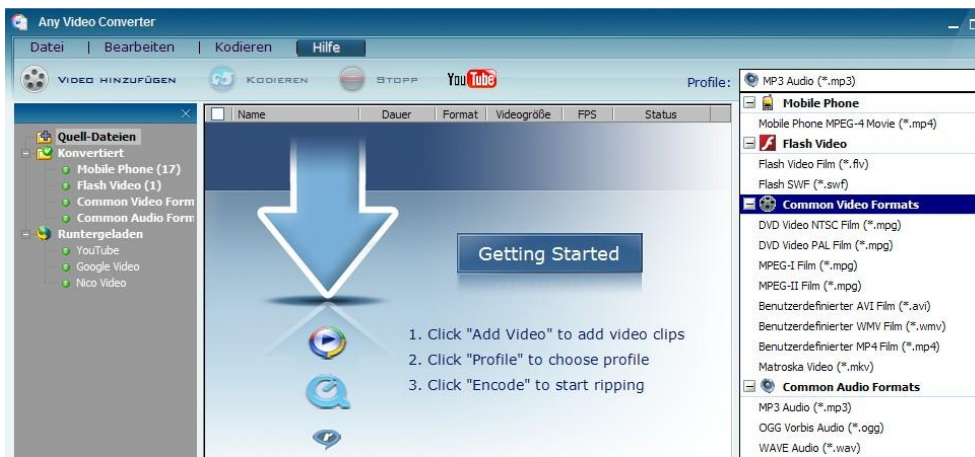 Any Video Converter
Datei | Bearbeiten | Kodieren | Hilfe
VIDEO HINZUFÜGEN KODIEREN STOPP YouTube Profile: MP3 Audio (*.mp3)
Quell-Dateien
Konvertiert
Mobile Phone (17)
Flash Video (1)
Common Video Form
Common Audio Form
Runtergeladen
YouTube
Google Video
Nico Video
Name Dauer Format Videogröße FPS Status
Getting Started
1. Click "Add Video" to add video clips
2. Click "Profile" to choose profile
3. Click "Encode" to start ripping
Mobile Phone
Mobile Phone MPEG-4 Movie (*.mp4)
Flash Video
Flash Video Film (*.flv)
Flash SWF (*.swf)
Common Video Formats
DVD Video NTSC Film (*.mpg)
DVD Video PAL Film (*.mpg)
MPEG-I Film (*.mpg)
MPEG-II Film (*.mpg)
Benutzerdefinierter AVI Film (*.avi)
Benutzerdefinierter WMV Film (*.wmv)
Benutzerdefinierter MP4 Film (*.mp4)
Matroska Video (*.mkv)
Common Audio Formats
MP3 Audio (*.mp3)
OGG Vorbis Audio (*.ogg)
WAVE Audio (*.wav)